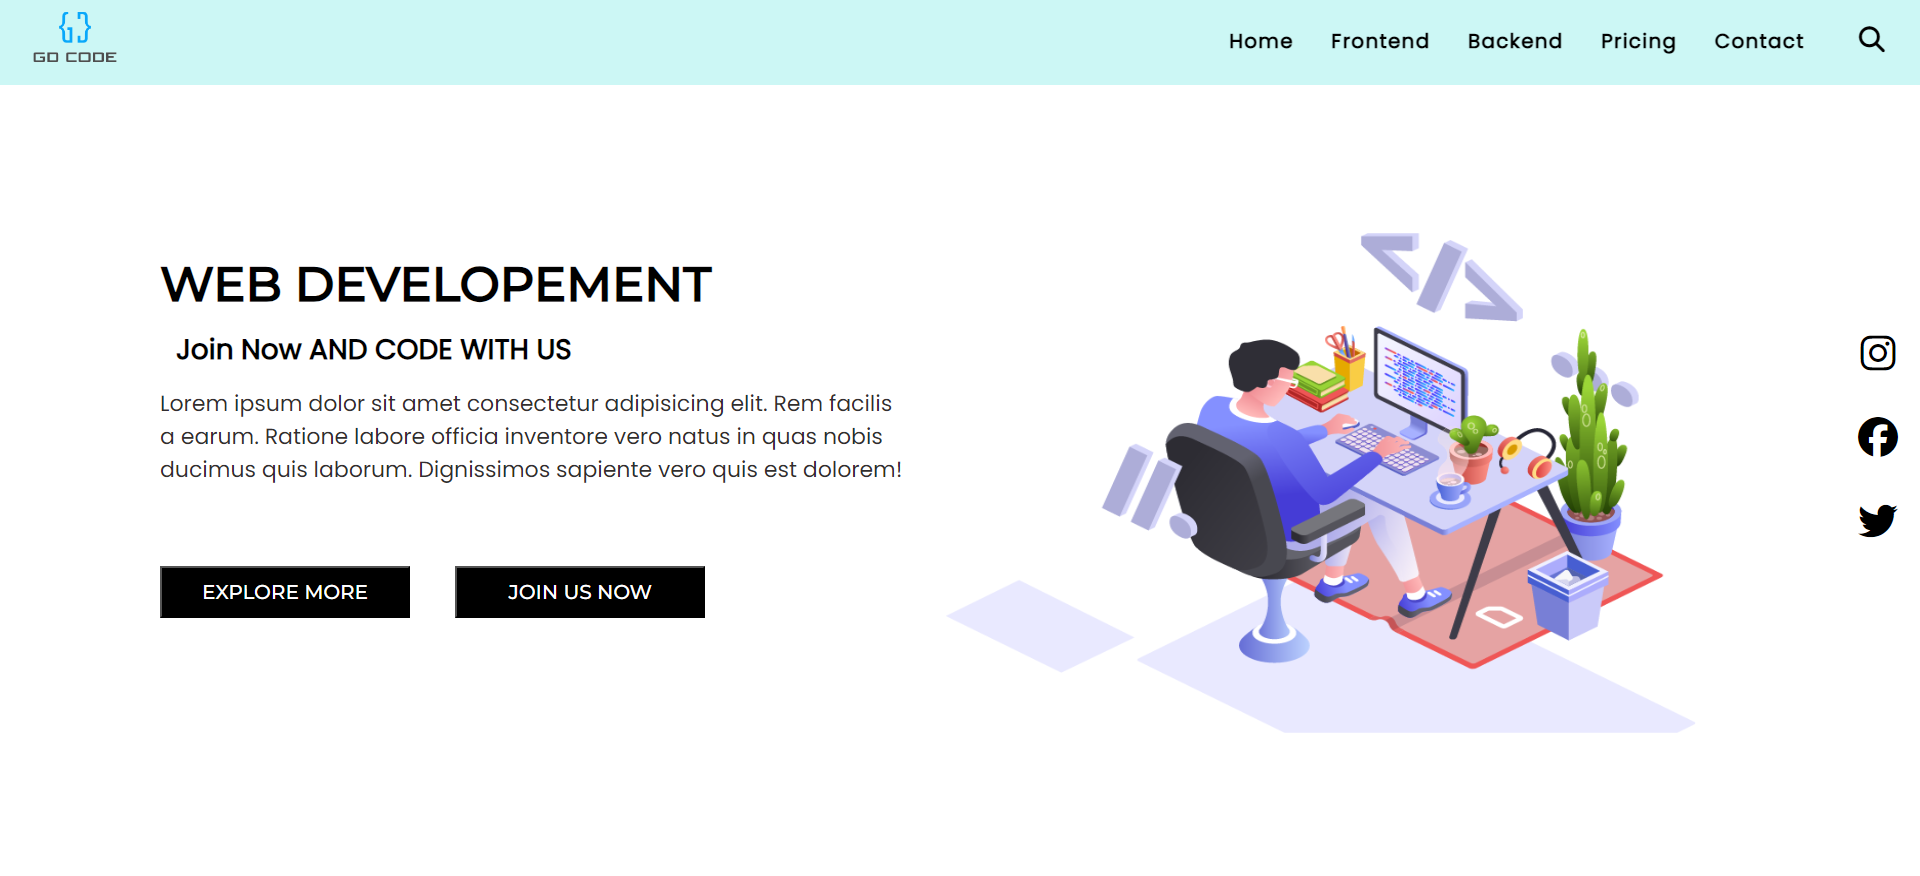 GO CODE
Home Frontend Backend Pricing Contact
WEB DEVELOPEMENT
Join Now AND CODE WITH US
Lorem ipsum dolor sit amet consectetur adipisicing elit. Rem facilis
a earum. Ratione labore officia inventore vero natus in quas nobis
ducimus quis laborum. Dignissimos sapiente vero quis est dolorem!
EXPLORE MORE JOIN US NOW